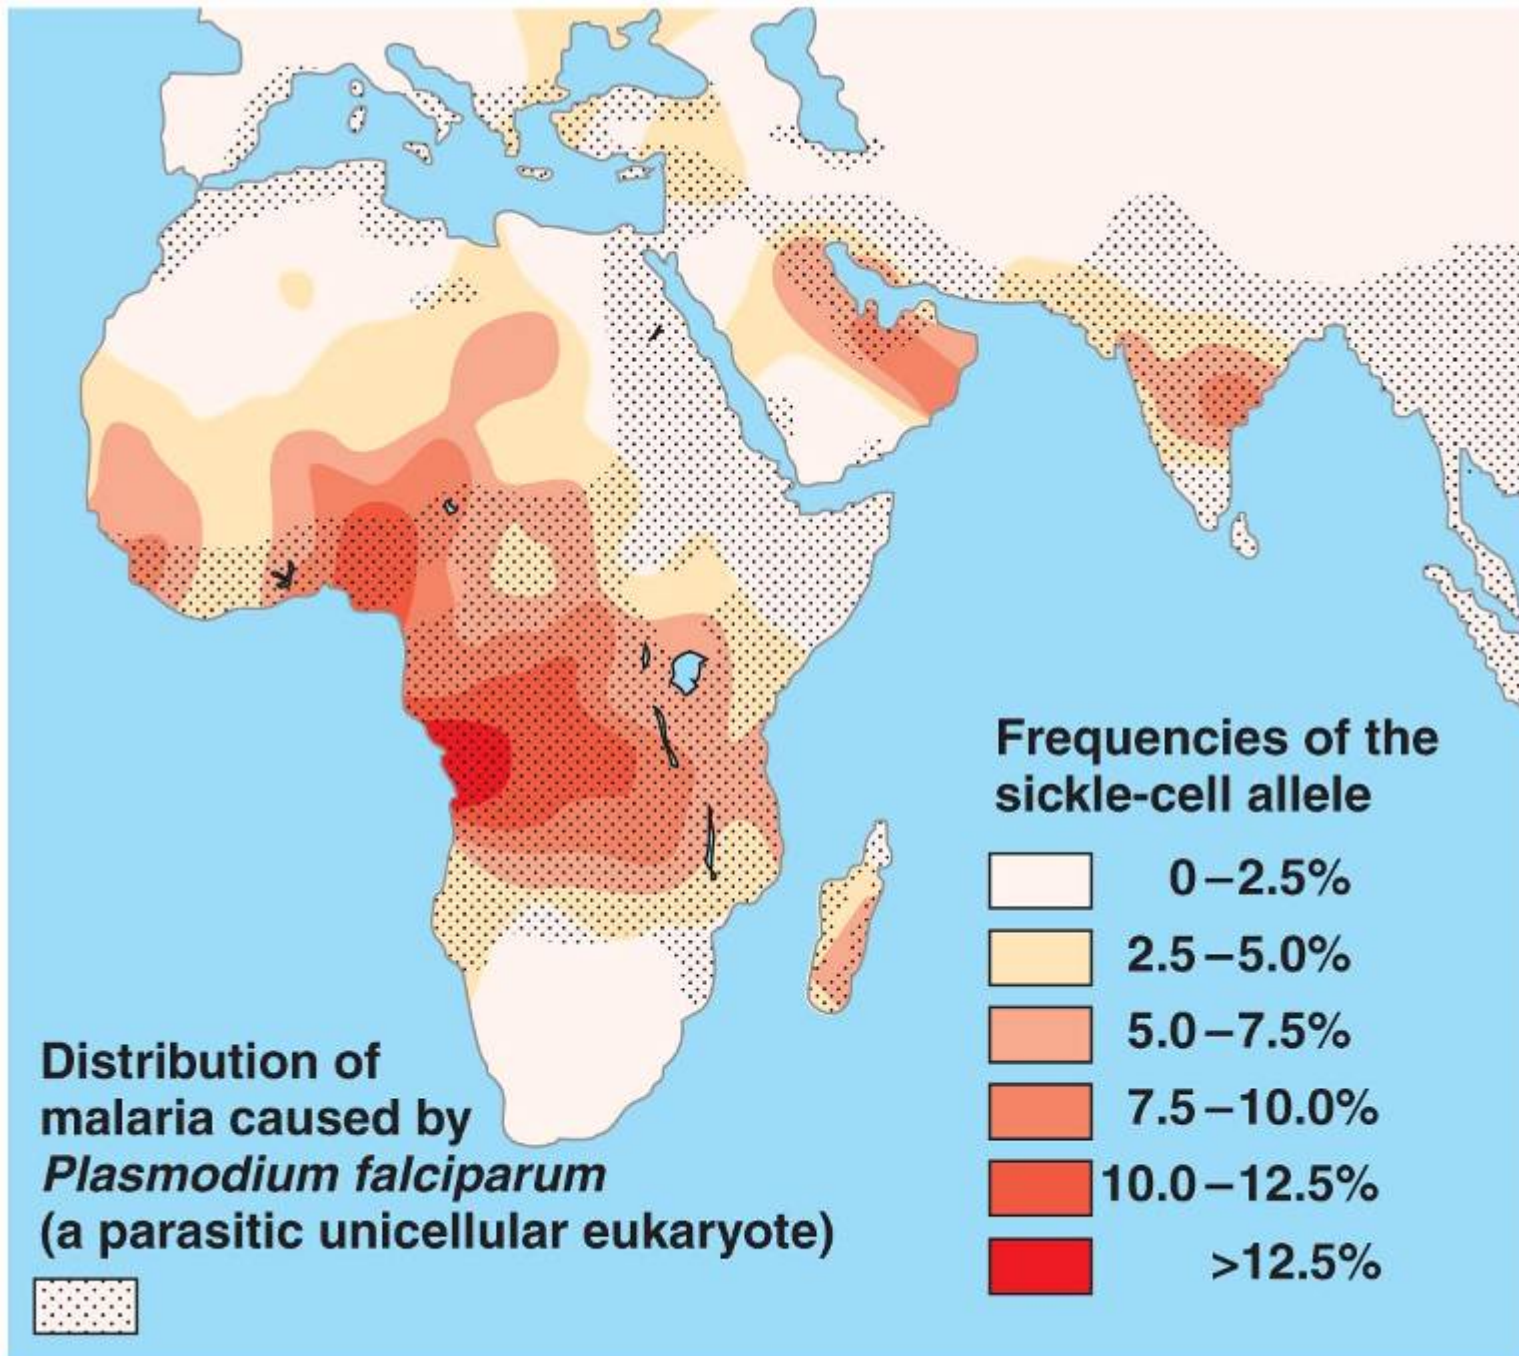 Frequencies of the
sickle-cell allele
0–2.5%
2.5–5.0%
5.0–7.5%
7.5–10.0%
10.0–12.5%
>12.5%
Distribution of
malaria caused by
Plasmodium falciparum
(a parasitic unicellular eukaryote)